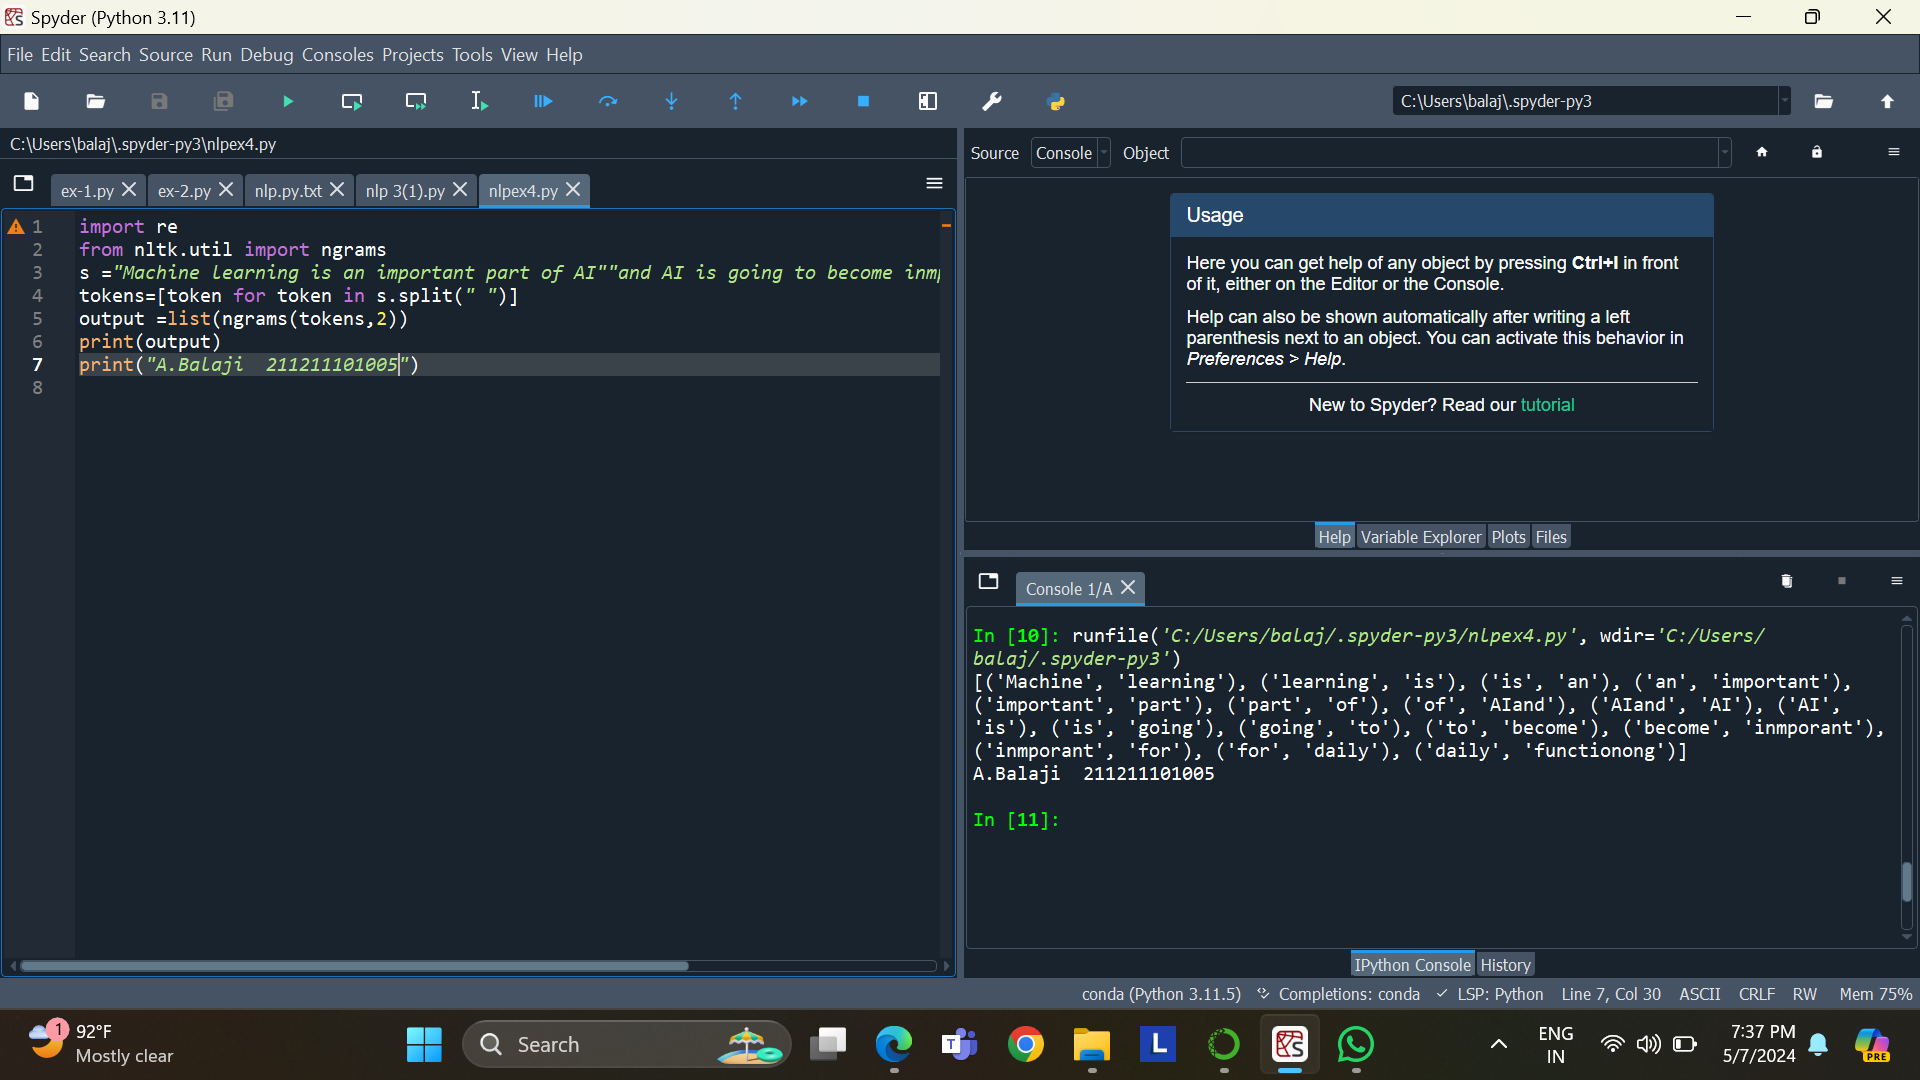 Spyder (Python 3.11)
File Edit Search Source Run Debug Consoles Projects Tools View Help
C:\Users\balaj\.spyder-py3
C:\Users\balaj\.spyder-py3\nlpex4.py
ex-1.py ex-2.py nlp.py.txt nlp 3(1).py nlpex4.py
1 import re
2 from nltk.util import ngrams
3 s ="Machine learning is an important part of AI""and AI is going to become inm
4 tokens=[token for token in s.split(" ")]
5 output =list(ngrams(tokens,2))
6 print(output)
7 print("A.Balaji  211211101005")
8
Source Console Object
Usage
Here you can get help of any object by pressing Ctrl+I in front
of it, either on the Editor or the Console.
Help can also be shown automatically after writing a left
parenthesis next to an object. You can activate this behavior in
Preferences > Help.
New to Spyder? Read our tutorial
Help Variable Explorer Plots Files
Console 1/A
In [10]: runfile('C:/Users/balaj/.spyder-py3/nlpex4.py', wdir='C:/Users/
balaj/.spyder-py3')
[('Machine', 'learning'), ('learning', 'is'), ('is', 'an'), ('an', 'important'),
('important', 'part'), ('part', 'of'), ('of', 'AIand'), ('AIand', 'AI'), ('AI',
'is'), ('is', 'going'), ('going', 'to'), ('to', 'become'), ('become', 'inmporant'),
('inmporant', 'for'), ('for', 'daily'), ('daily', 'functionong')]
A.Balaji  211211101005
In [11]:
IPython Console History
conda (Python 3.11.5) Completions: conda LSP: Python Line 7, Col 30 ASCII CRLF RW Mem 75%
1
92°F
Mostly clear
Search
T
L
PRE
ENG
IN
7:37 PM
5/7/2024